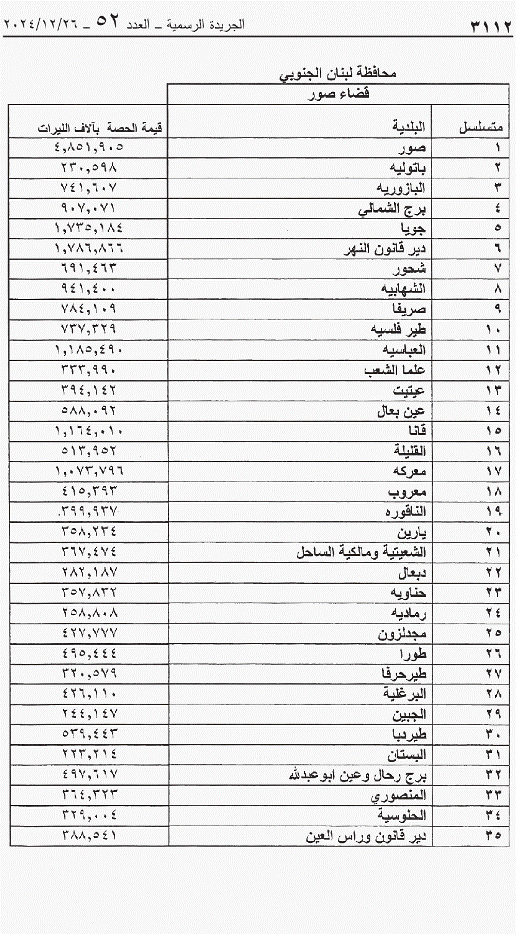 ٣١١٢ الجريدة الرسمية ــ العدد ٥٢ ــ ٢٠٢٤/١٢/٢٦
محافظة لبنان الجنوبي
قضاء صور
متسلسل البلدية قيمة الحصة بآلاف الليرات
١ صور ٤,٨٥١,٩٠٥
٢ باتوليه ٢٣٠,٥٩٨
٣ البازوريه ٧٤١,٦٠٧
٤ برج الشمالي ٩٠٧,٠٧١
٥ جويا ١,٧٣٥,١٨٤
٦ دير قانون النهر ١,٧٨٦,٨٦٦
٧ شحور ٦٩١,٤٦٣
٨ الشهابيه ٩٤١,٤٠٠
٩ صريفا ٧٨٤,١٠٩
١٠ طير فلسيه ٧٣٧,٣٢٩
١١ العباسيه ١,١٨٥,٤٩٠
١٢ علما الشعب ٣٣٣,٩٩٠
١٣ عيتيت ٣٩٤,١٤٢
١٤ عين بعال ٥٨٨,٠٩٢
١٥ قانا ١,١٦٤,٠١٠
١٦ القليلة ٥١٣,٩٥٢
١٧ معركه ١,٠٧٣,٧٩٦
١٨ معروب ٤١٥,٣٩٣
١٩ الناقوره ٣٩٩,٩٣٧.
٢٠ يارين ٣٥٨,٢٣٤
٢١ الشعيتية ومالكية الساحل ٣٦٧,٤٧٤
٢٢ دبعال ٢٨٢,١٨٧
٢٣ حناويه ٣٥٧,٨٣٢
٢٤ رماديه ٢٥٨,٨٠٨
٢٥ مجدلزون ٤٢٧,٧٧٧
٢٦ طورا ٤٩٥,٤٤٤
٢٧ طيرحرفا ٣٢٠,٥٧٩
٢٨ البرغلية ٤٢٦,١١٠
٢٩ الجبين ٢٤٤,١٤٧
٣٠ طيردبا ٥٣٩,٤٤٣
٣١ البستان ٢٢٣,٢١٤
٣٢ برج رحال وعين ابوعبدلله ٤٩٧,٦١٧
٣٣ المنصوري ٣٦٤,٣٢٣
٣٤ الحلوسية ٣٢٩,٠٠٤
٣٥ دير قانون وراس العين ٣٨٨,٥٤١